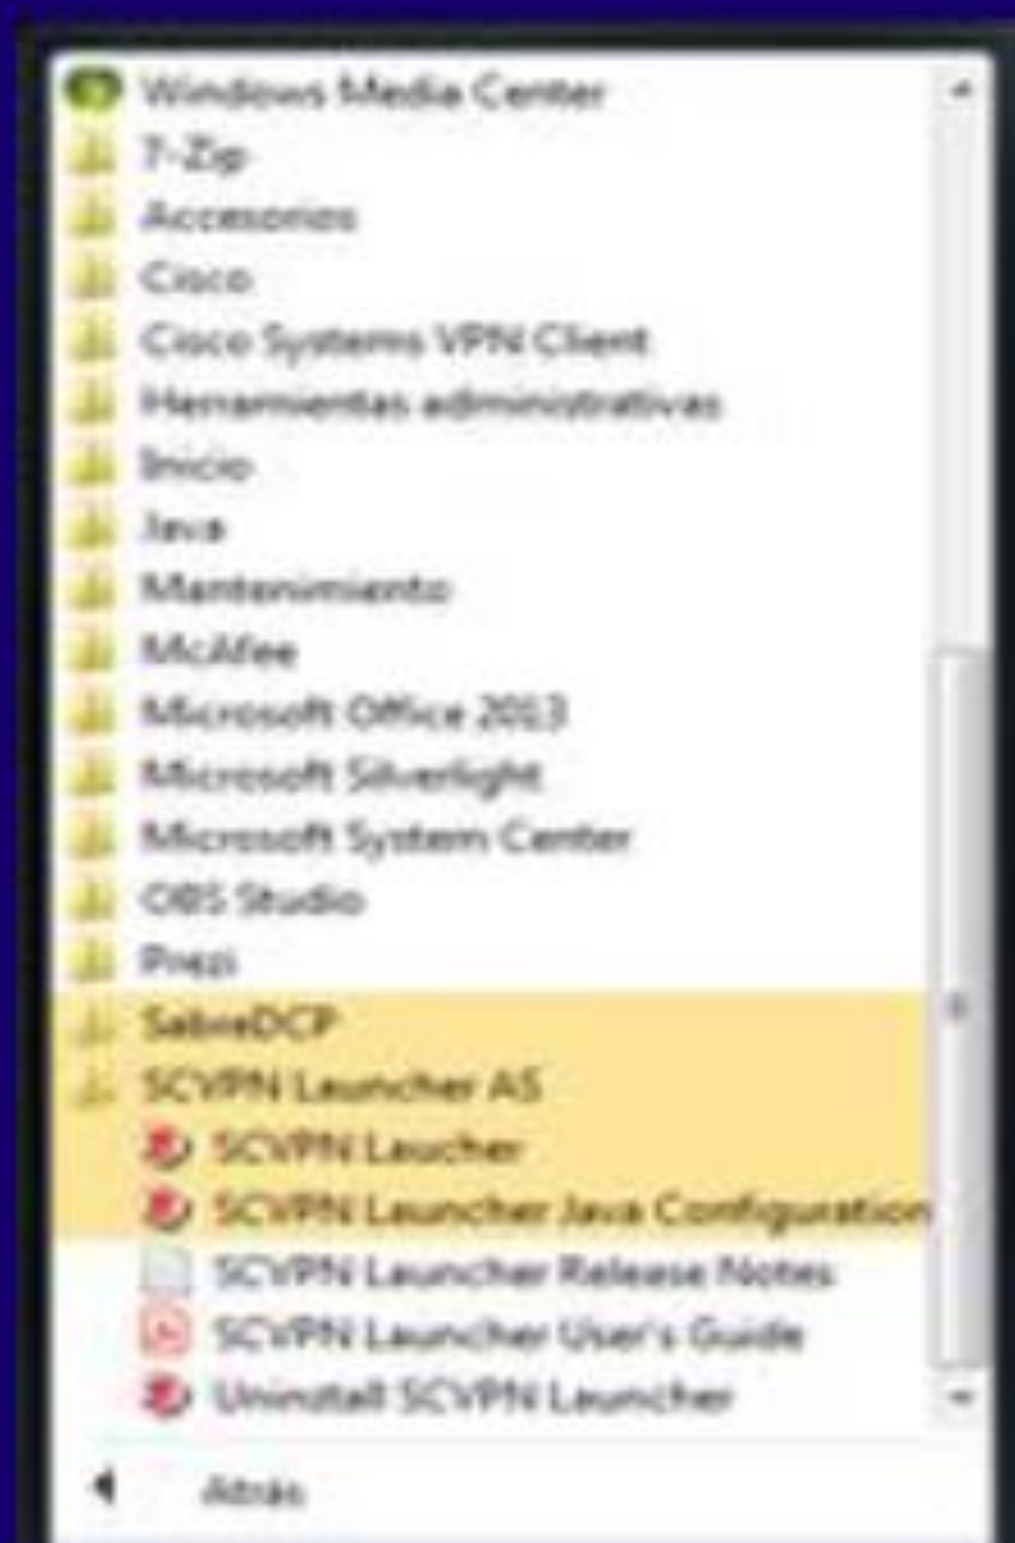 Windows Media Center
7-Zip
Accesorios
Cisco
Cisco Systems VPN Client
Herramientas administrativas
Inicio
Java
Mantenimiento
McAfee
Microsoft Office 2013
Microsoft Silverlight
Microsoft System Center
OBS Studio
Prezi
SabreDCP
SCVPN Launcher AS
SCVPN Laucher
SCVPN Launcher Java Configuration
SCVPN Launcher Release Notes
SCVPN Launcher User's Guide
Uninstall SCVPN Launcher
Atrás